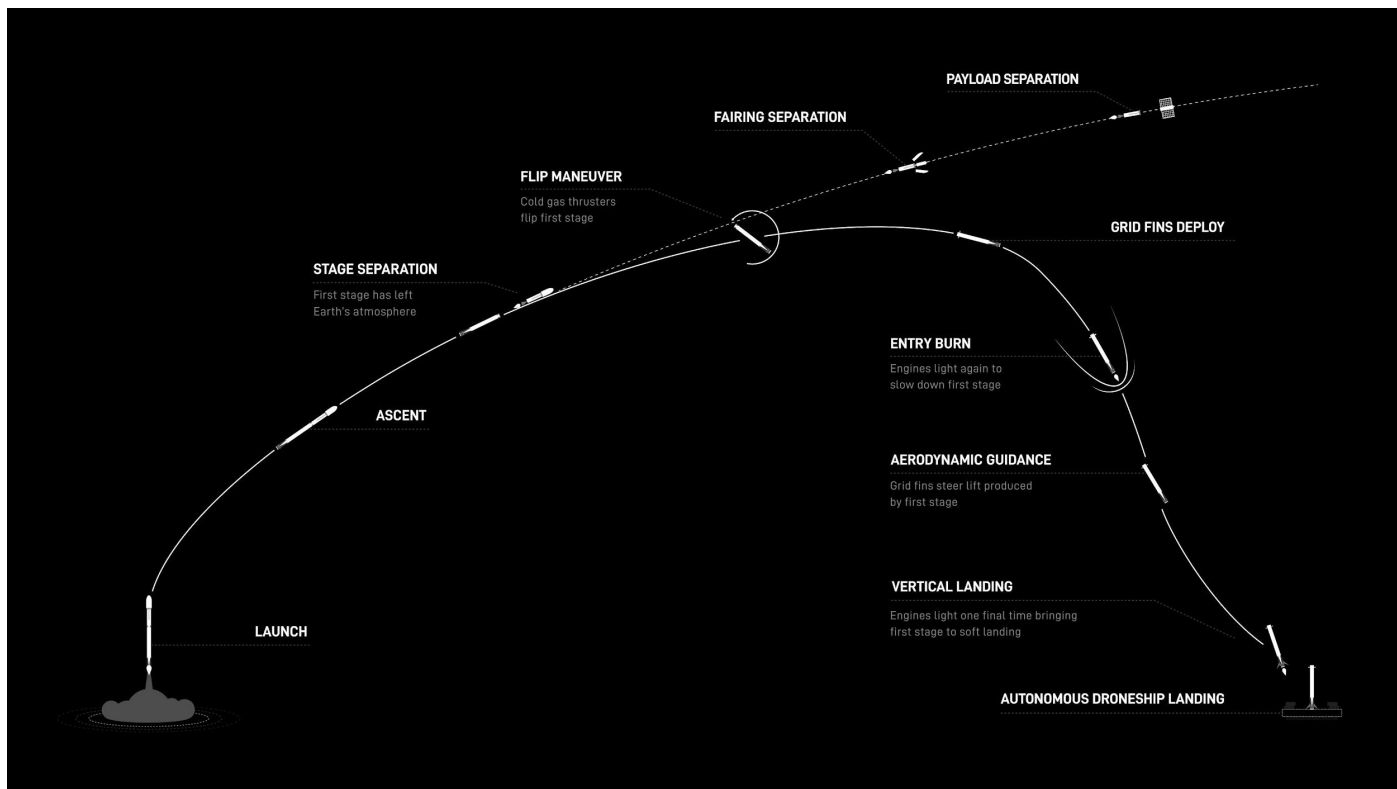 PAYLOAD SEPARATION
FAIRING SEPARATION
FLIP MANEUVER
Cold gas thrusters
flip first stage
GRID FINS DEPLOY
STAGE SEPARATION
First stage has left
Earth's atmosphere
ENTRY BURN
Engines light again to
slow down first stage
ASCENT
AERODYNAMIC GUIDANCE
Grid fins steer lift produced
by first stage
VERTICAL LANDING
Engines light one final time bringing
first stage to soft landing
LAUNCH
AUTONOMOUS DRONESHIP LANDING